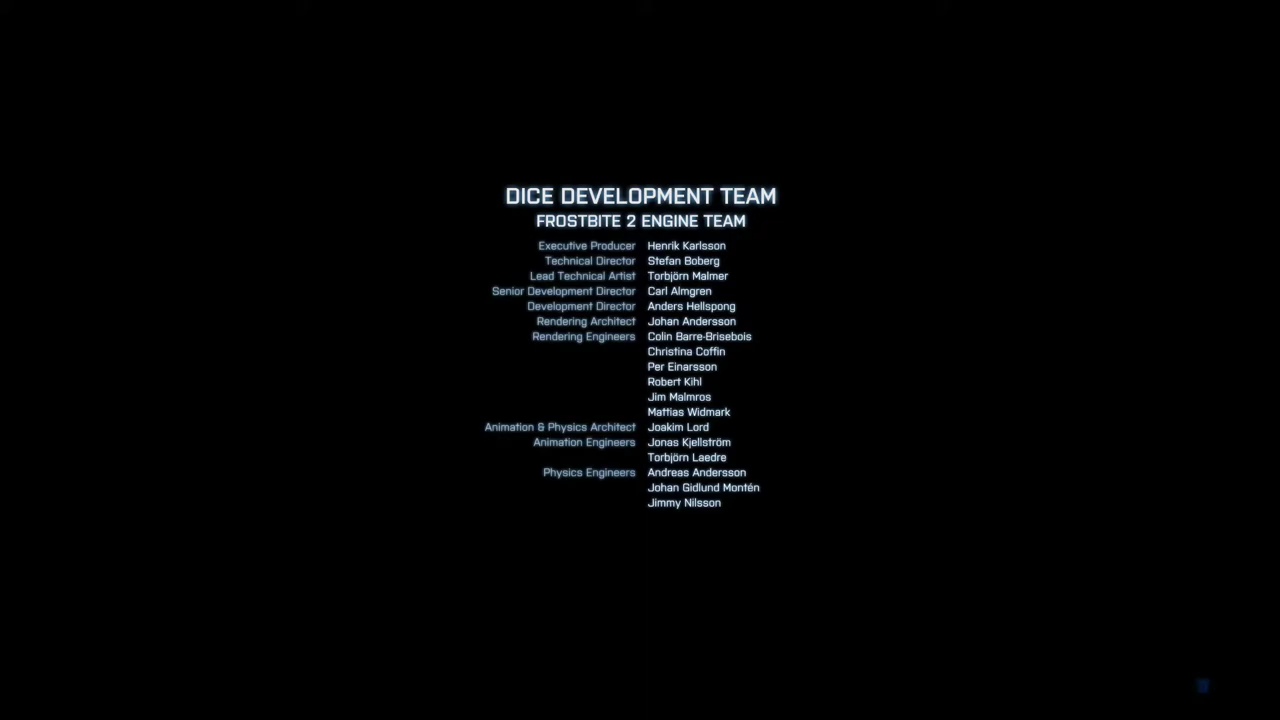 DICE DEVELOPMENT TEAM
FROSTBITE 2 ENGINE TEAM
Executive Producer Henrik Karlsson
Technical Director Stefan Boberg
Lead Technical Artist Torbjörn Malmer
Senior Development Director Carl Almgren
Development Director Anders Hellspong
Rendering Architect Johan Andersson
Rendering Engineers Colin Barre-Brisebois
Christina Coffin
Per Einarsson
Robert Kihl
Jim Malmros
Mattias Widmark
Animation & Physics Architect Joakim Lord
Animation Engineers Jonas Kjellström
Torbjörn Laedre
Physics Engineers Andreas Andersson
Johan Gidlund Montén
Jimmy Nilsson